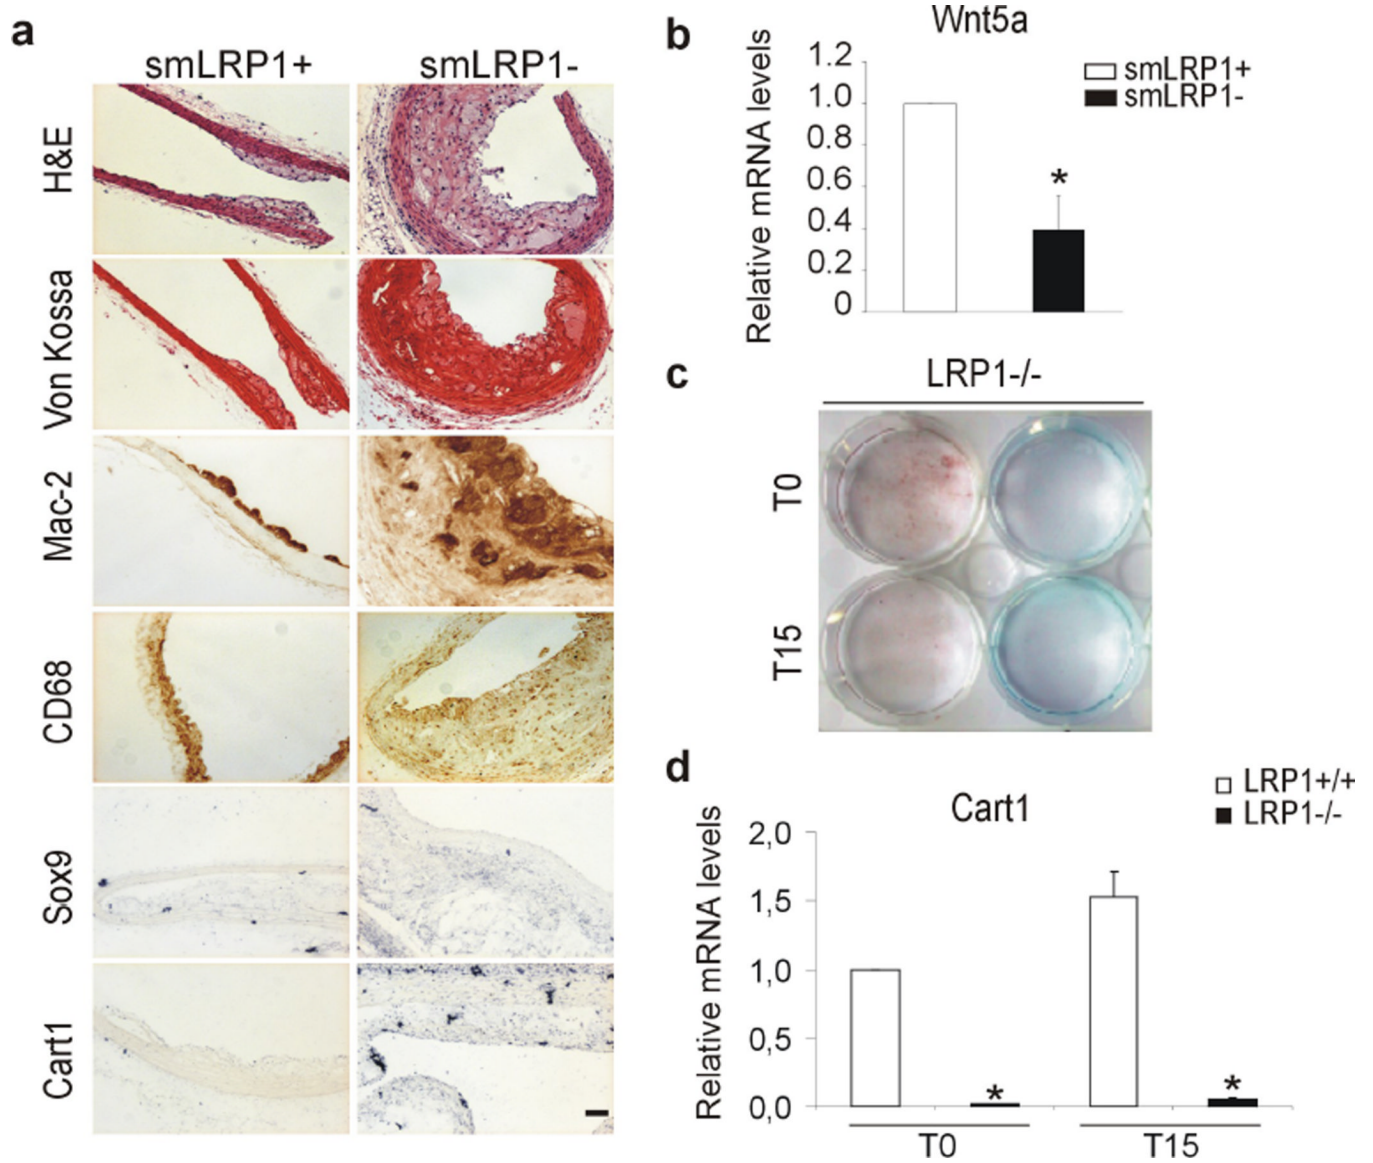 a
smLRP1+ smLRP1-
H&E
Von Kossa
Mac-2
CD68
Sox9
Cart1
b
Wnt5a
Relative mRNA levels
1.2
1.0
0.8
0.6
0.4
0.2
0
*
smLRP1+
smLRP1-
c
LRP1-/-
T0
T15
d
Cart1
LRP1+/+
LRP1-/-
Relative mRNA levels
2,0
1,5
1,0
0,5
0,0
* *
T0 T15